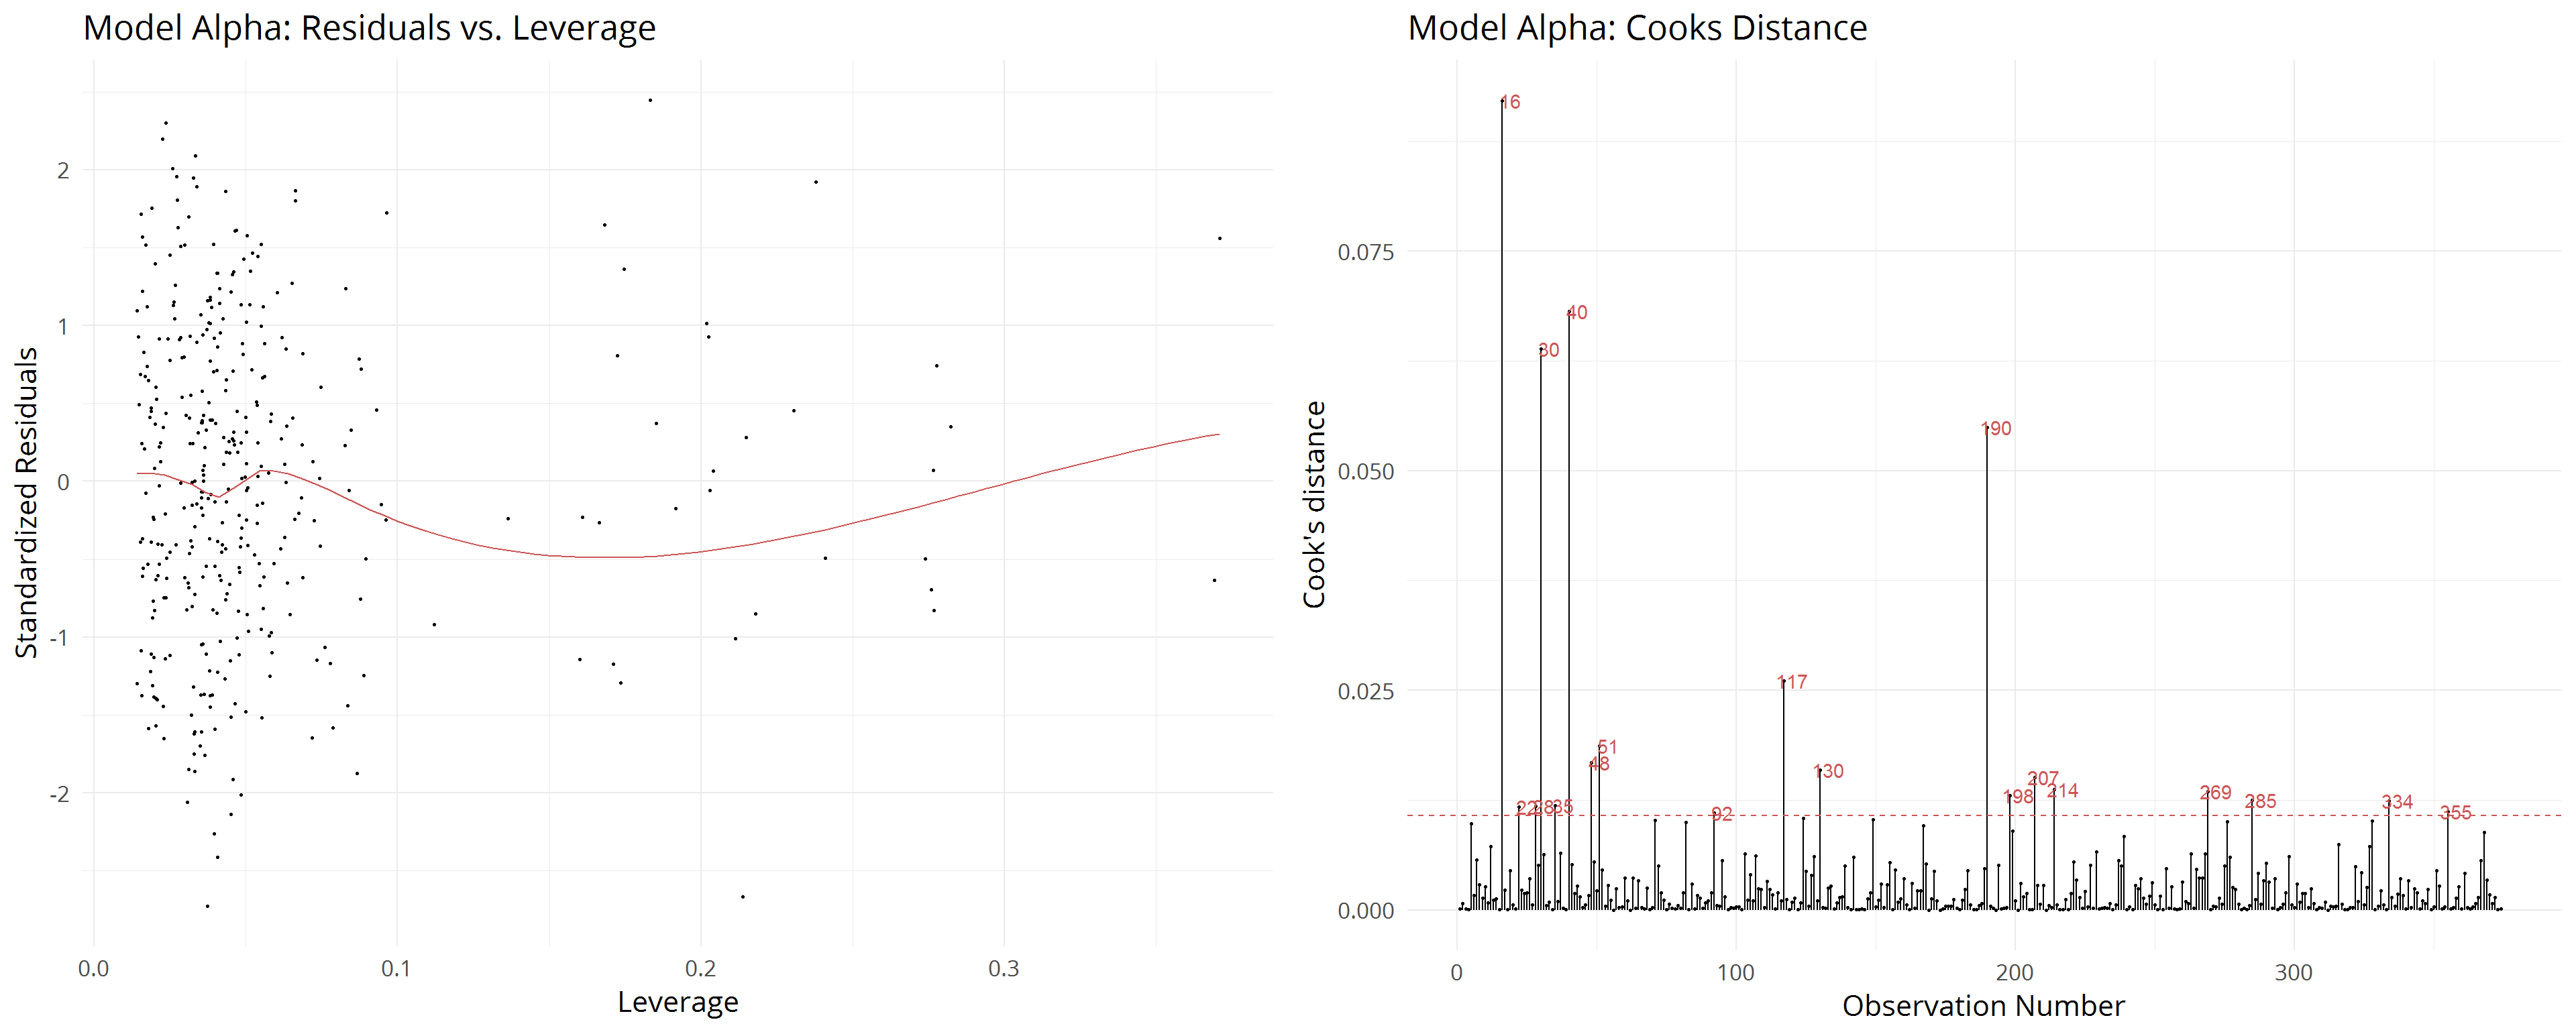 Model Alpha: Residuals vs. Leverage
2
1
0
-1
-2
Standardized Residuals
0.0 0.1 0.2 0.3
Leverage
Model Alpha: Cooks Distance
0.075
0.050
0.025
0.000
Cook's distance
16
40
30
190
117
51
48
130
207
214
198
269
285
334
22 28 35
92
355
0 100 200 300
Observation Number